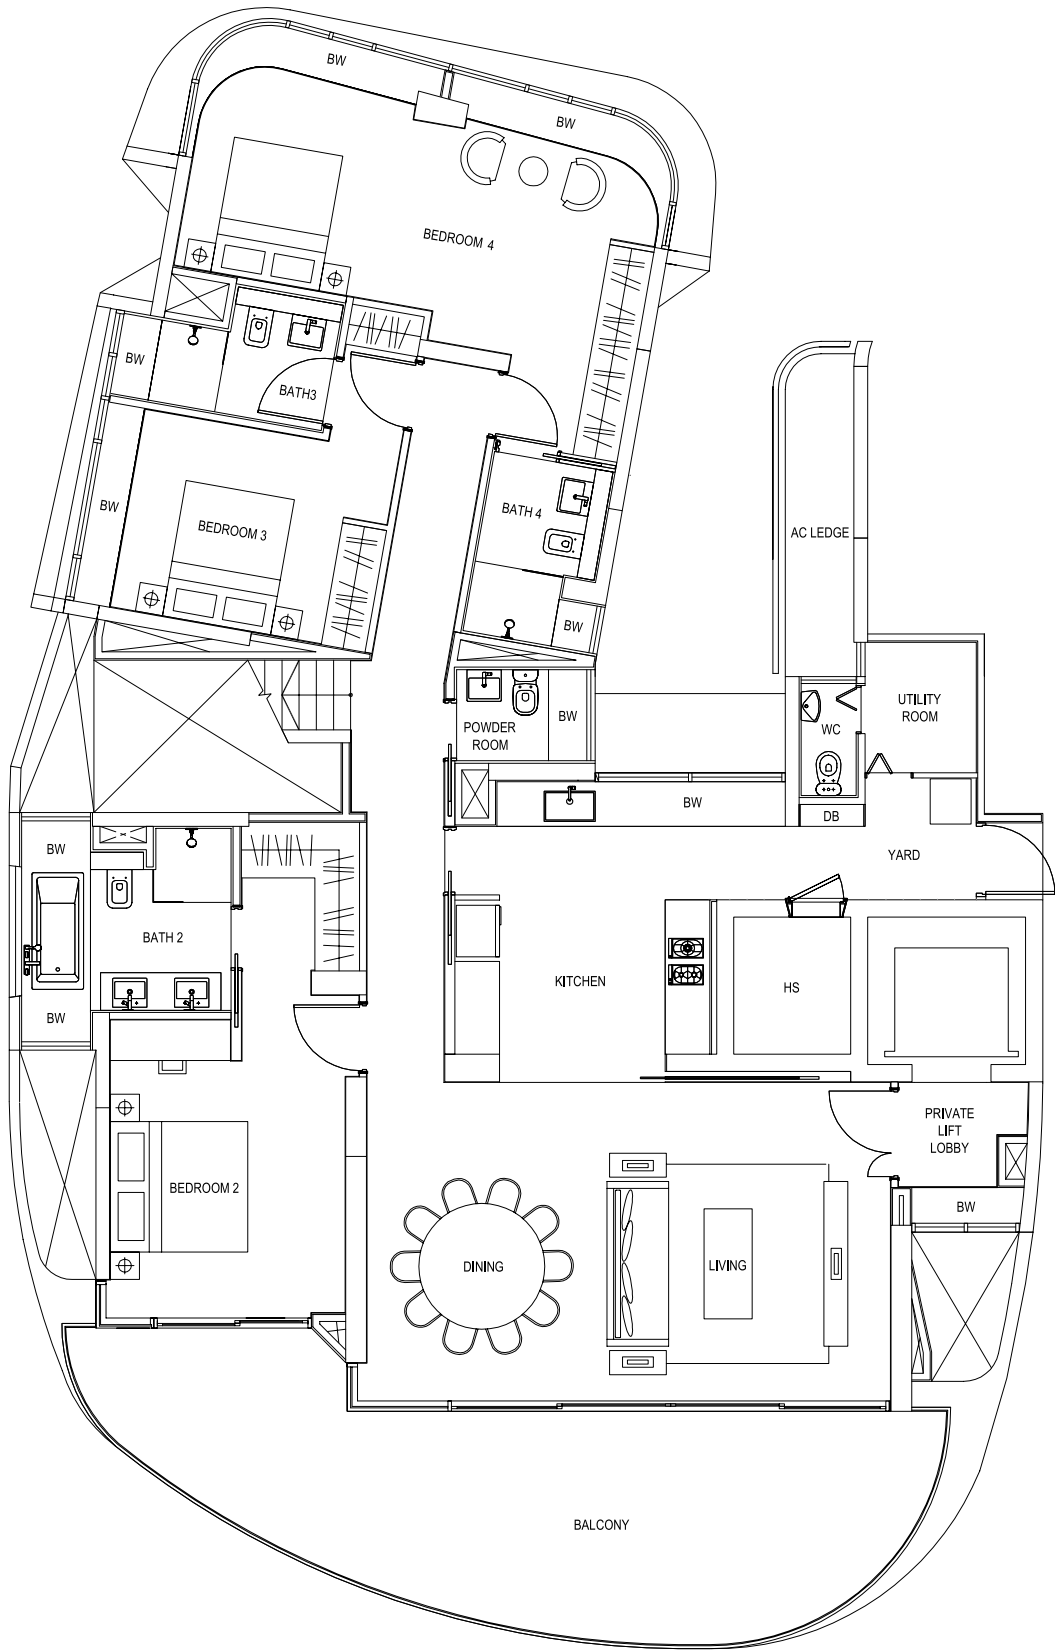 BW
BW
BEDROOM 4
BW
BATH3
BW
BATH 4
BEDROOM 3
AC LEDGE
BW
UTILITY
ROOM
BW
POWDER
ROOM
WC
BW
DB
BW
YARD
BATH 2
KITCHEN
HS
BW
PRIVATE
LIFT
LOBBY
BEDROOM 2
BW
DINING
LIVING
BALCONY